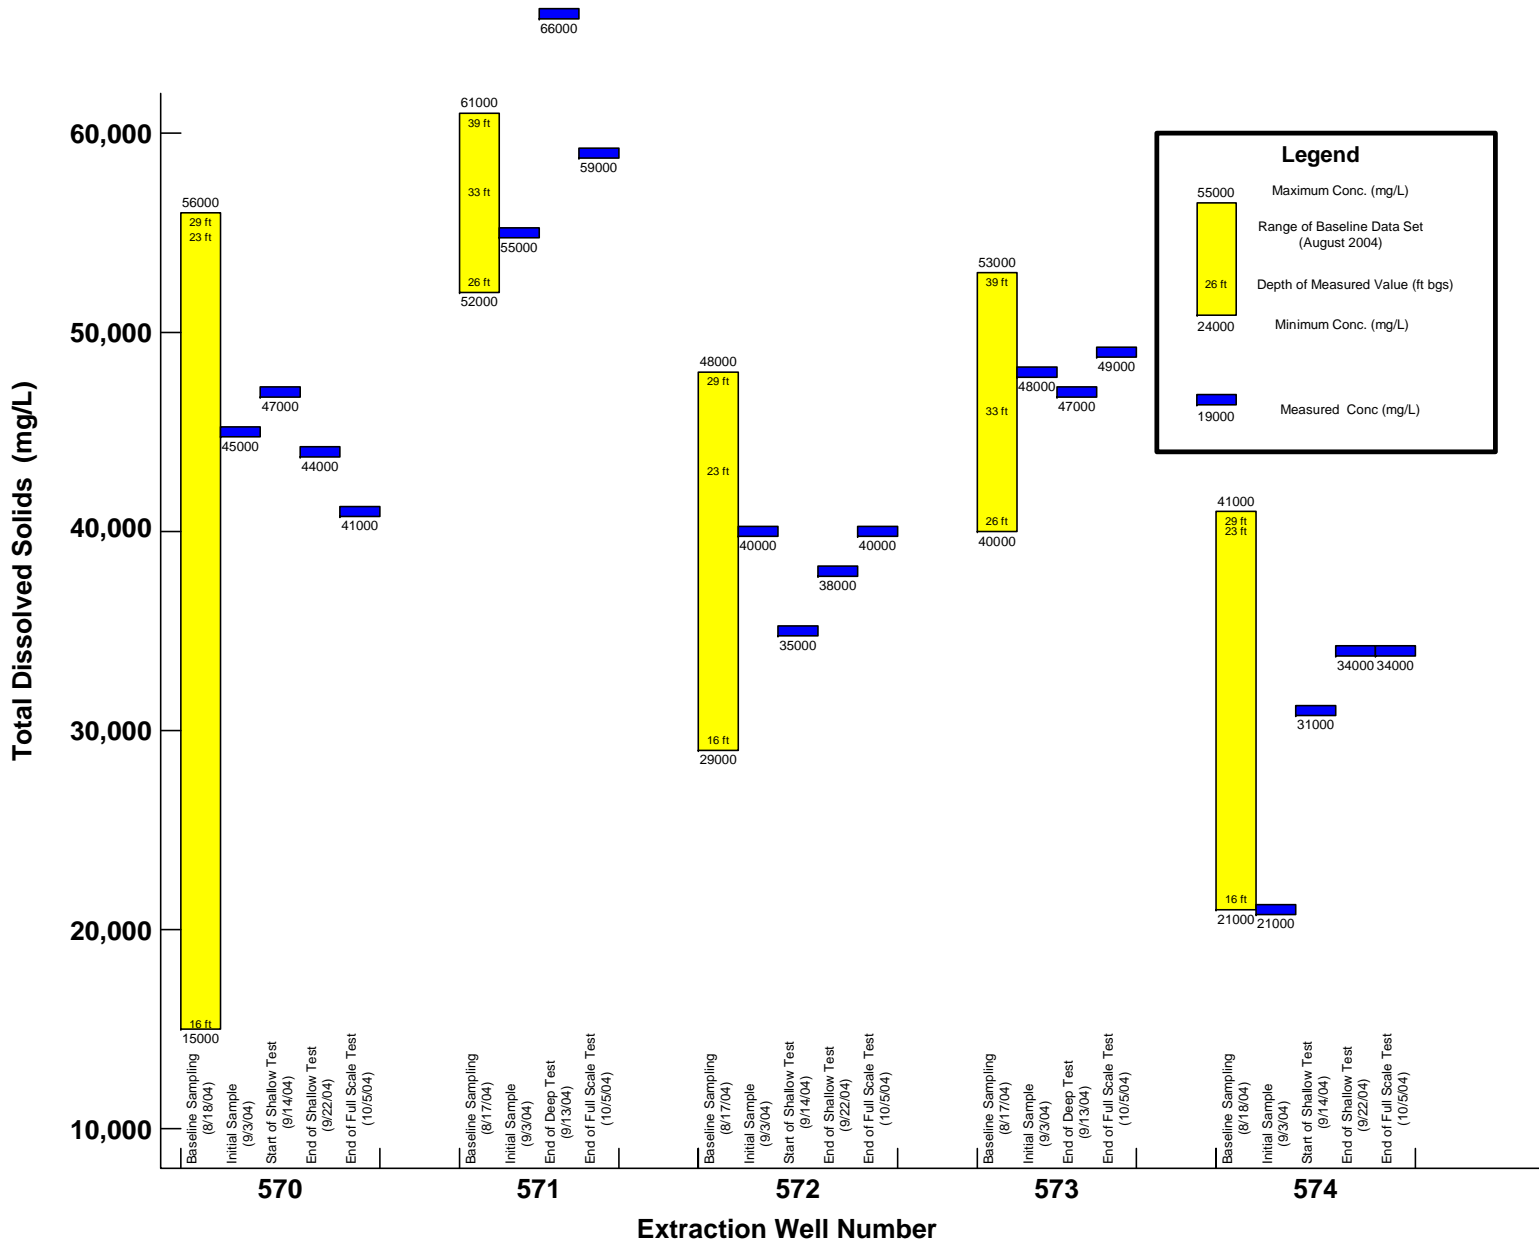 66000
61000
39 ft
33 ft
55000
26 ft
52000
59000
60,000
50,000
40,000
30,000
20,000
10,000
Total Dissolved Solids (mg/L)
56000
29 ft
23 ft
45000
47000
44000
41000
16 ft
15000
48000
29 ft
23 ft
40000
35000
38000
40000
16 ft
29000
53000
39 ft
33 ft
26 ft
40000
48000
47000
49000
Legend
55000
Maximum Conc. (mg/L)
Range of Baseline Data Set
(August 2004)
26 ft
Depth of Measured Value (ft bgs)
24000
Minimum Conc. (mg/L)
19000
Measured Conc (mg/L)
41000
29 ft
23 ft
16 ft
21000
21000
31000
34000
34000
Baseline Sampling
(8/18/04)
Initial Sample
(9/3/04)
Start of Shallow Test
(9/14/04)
End of Shallow Test
(9/22/04)
End of Full Scale Test
(10/5/04)
Baseline Sampling
(8/17/04)
Initial Sample
(9/3/04)
End of Deep Test
(9/13/04)
End of Full Scale Test
(10/5/04)
Baseline Sampling
(8/17/04)
Initial Sample
(9/3/04)
Start of Shallow Test
(9/14/04)
End of Shallow Test
(9/22/04)
End of Full Scale Test
(10/5/04)
Baseline Sampling
(8/17/04)
Initial Sample
(9/3/04)
End of Deep Test
(9/13/04)
End of Full Scale Test
(10/5/04)
Baseline Sampling
(8/18/04)
Initial Sample
(9/3/04)
Start of Shallow Test
(9/14/04)
End of Shallow Test
(9/22/04)
End of Full Scale Test
(10/5/04)
570
571
572
573
574
Extraction Well Number